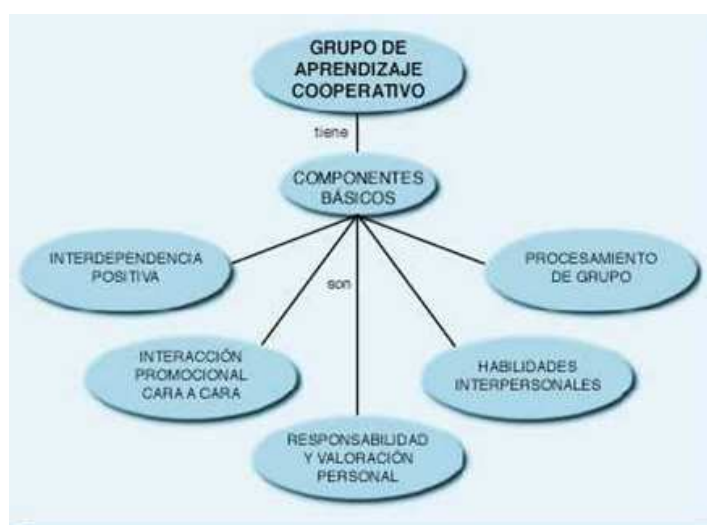 GRUPO DE
APRENDIZAJE
COOPERATIVO
tiene
COMPONENTES
BÁSICOS
INTERDEPENDENCIA
POSITIVA
PROCESAMIENTO
DE GRUPO
son
INTERACCIÓN
PROMOCIONAL
CARA A CARA
HABILIDADES
INTERPERSONALES
RESPONSABILIDAD
Y VALORACIÓN
PERSONAL